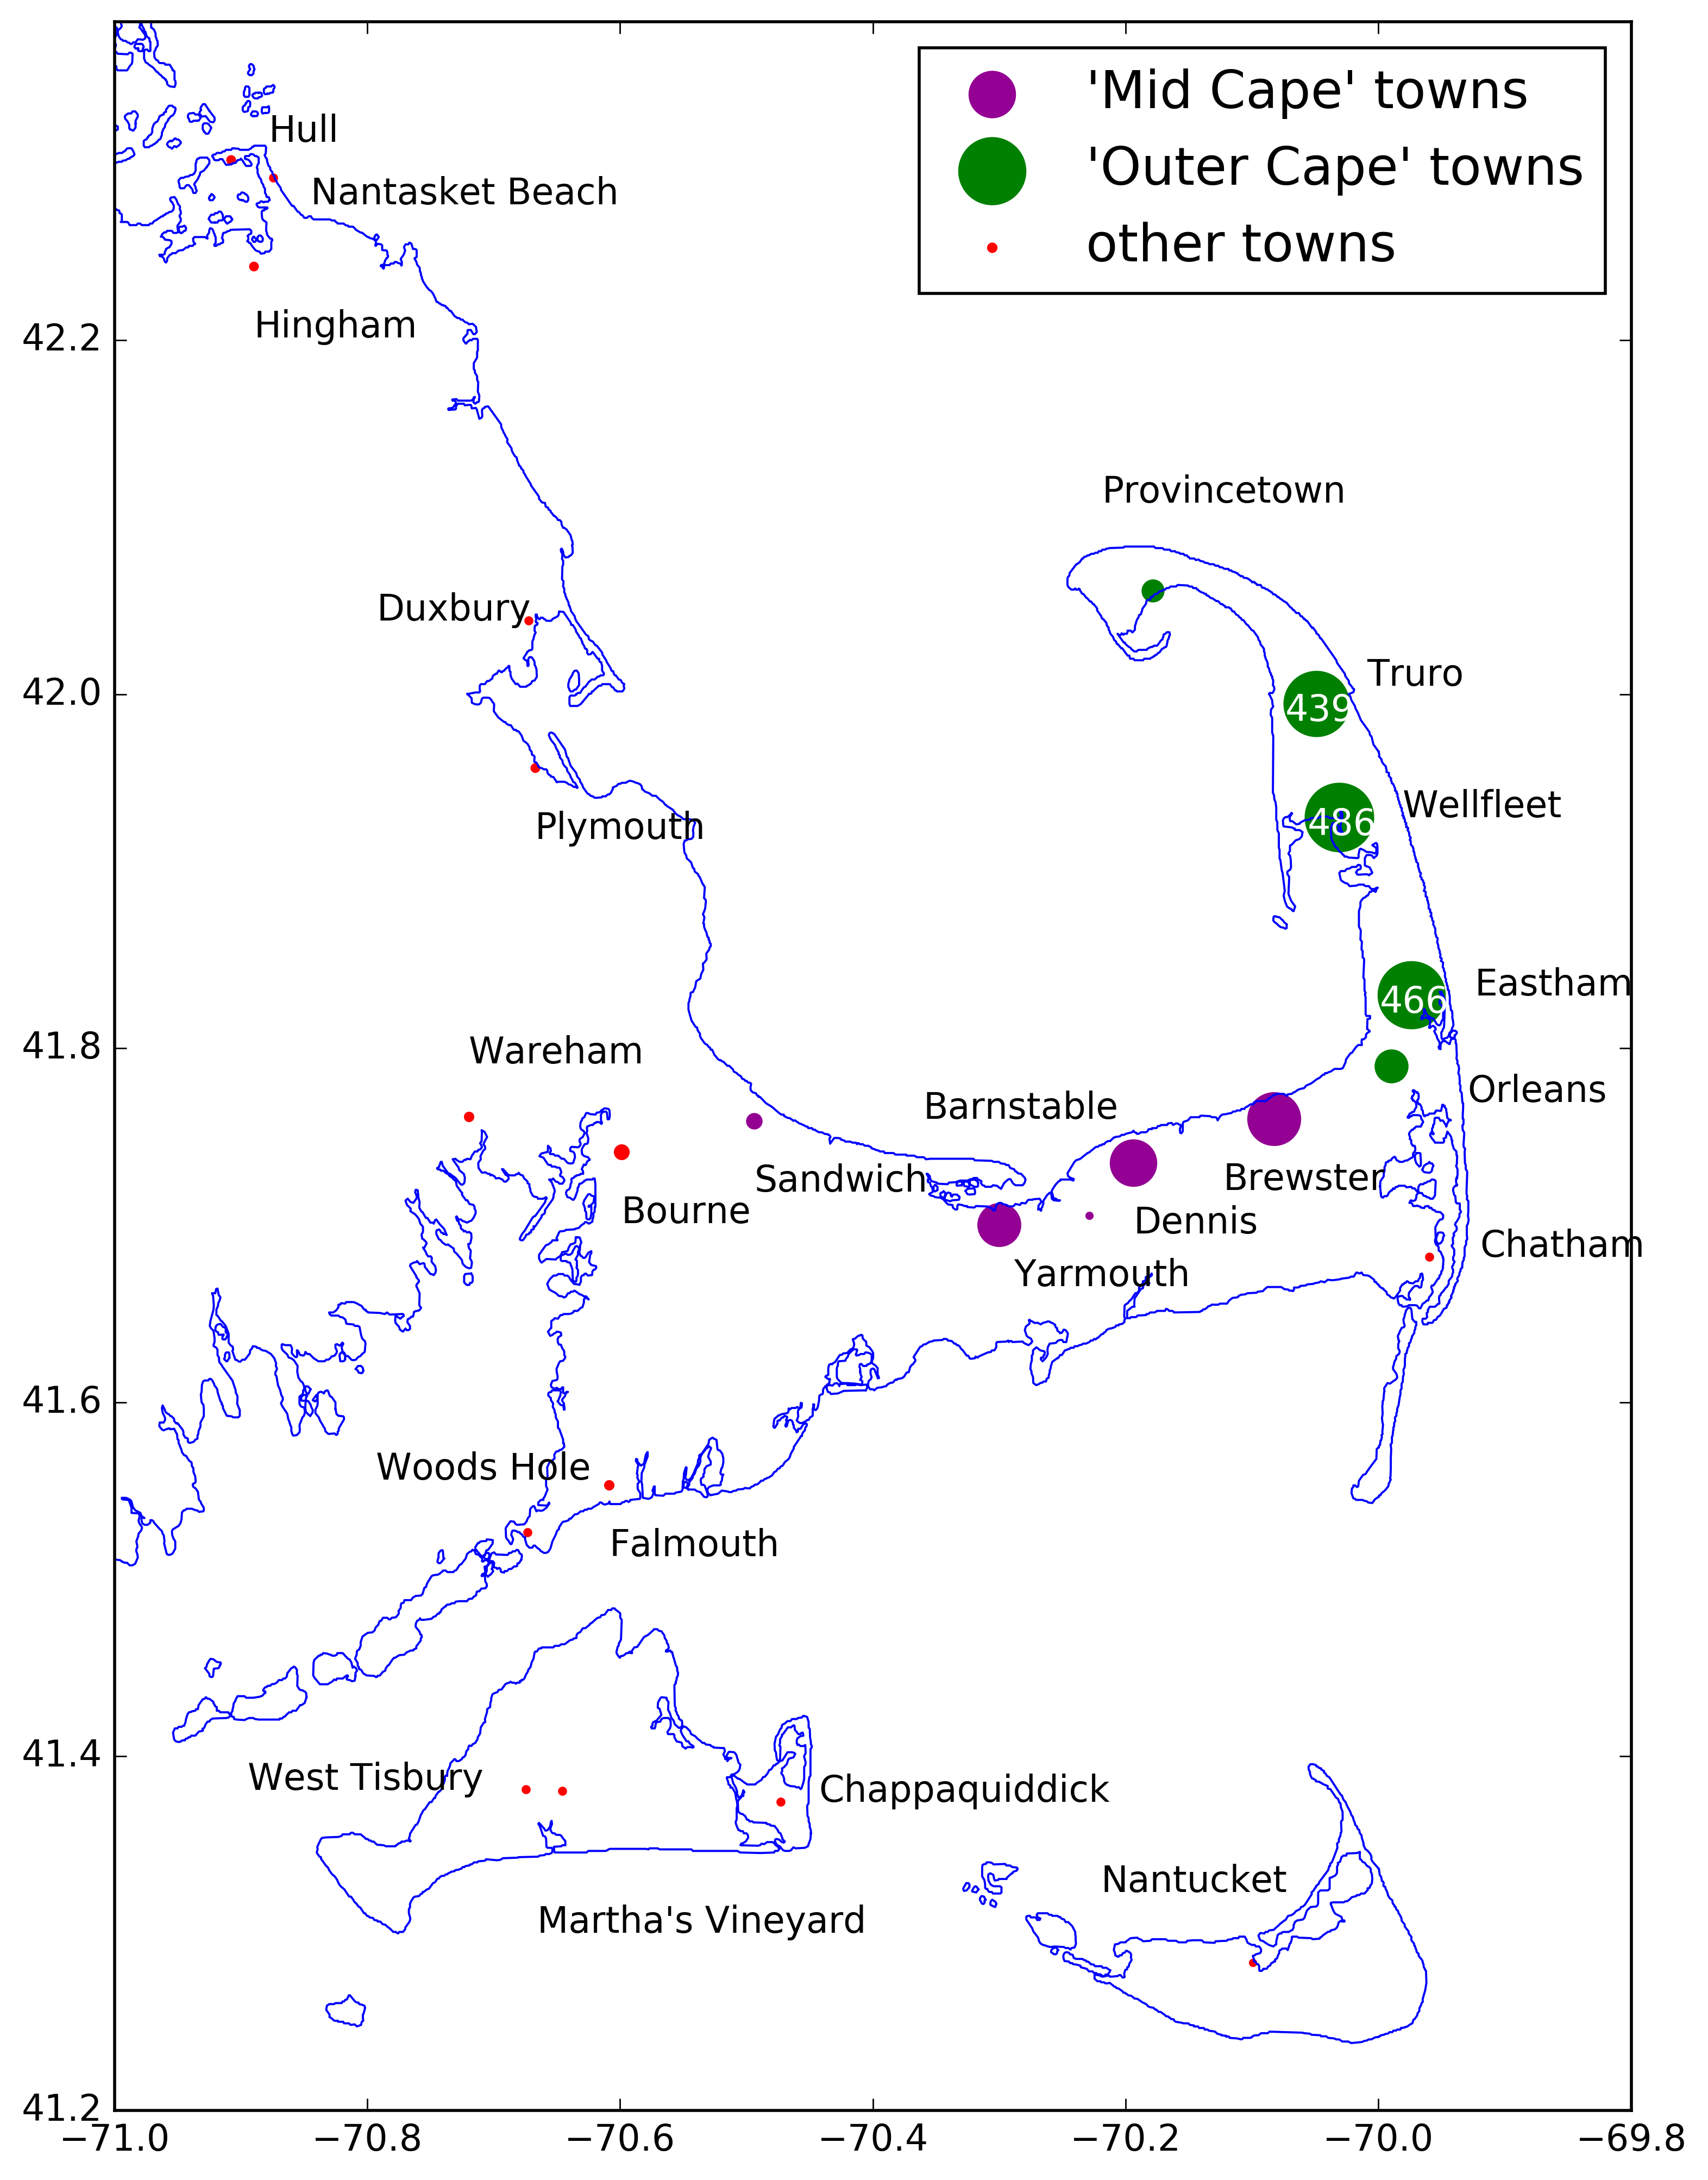 'Mid Cape' towns
'Outer Cape' towns
other towns
Hull
Nantasket Beach
Hingham
42.2
Provincetown
Duxbury
Truro
42.0
439
Wellfleet
486
Plymouth
Eastham
466
41.8
Wareham
Orleans
Barnstable
Sandwich
Brewster
Bourne
Dennis
Chatham
Yarmouth
41.6
Woods Hole
Falmouth
41.4
West Tisbury
Chappaquiddick
Nantucket
Martha's Vineyard
41.2
−71.0 −70.8 −70.6 −70.4 −70.2 −70.0 −69.8